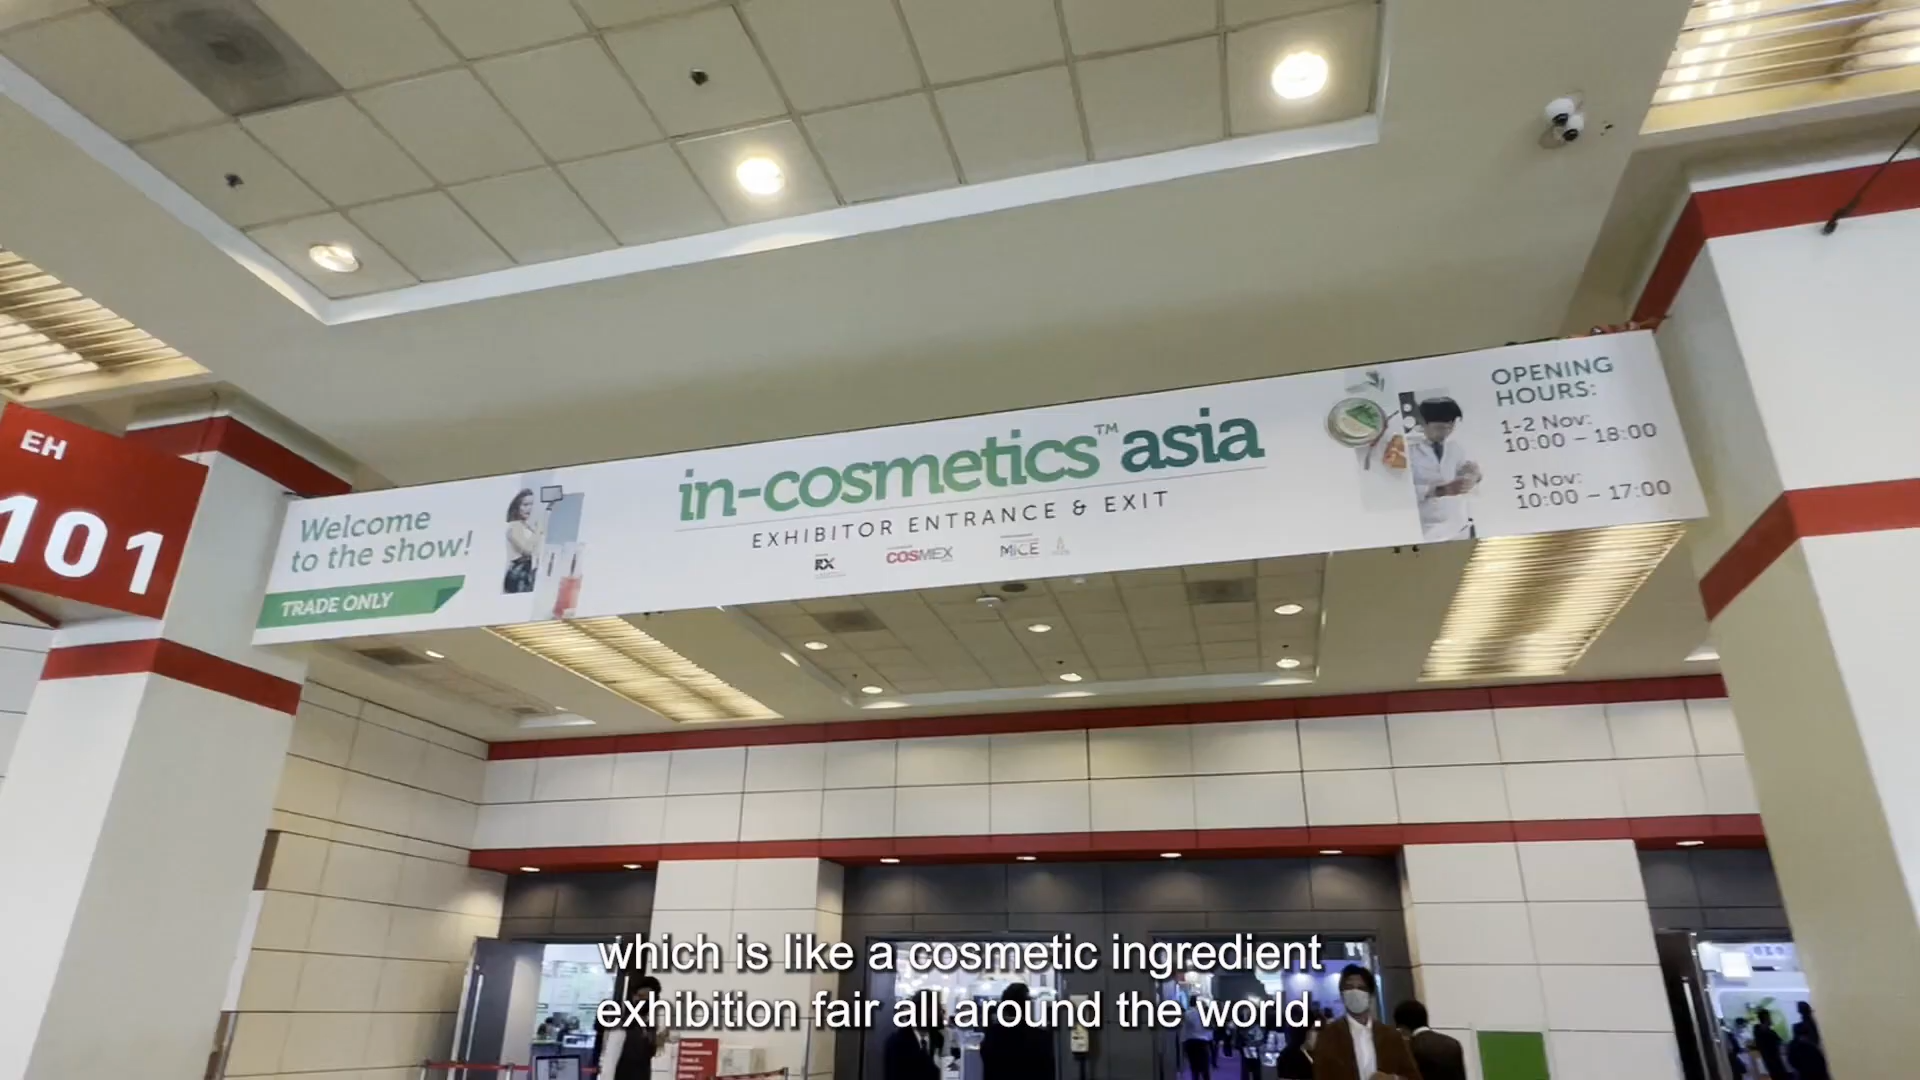 EH
101
Welcome
to the show!
TRADE ONLY
in-cosmetics™ asia
EXHIBITOR ENTRANCE & EXIT
RX
COSMEX
MICE
OPENING
HOURS:
1-2 Nov:
10:00 – 18:00
3 Nov:
10:00 – 17:00
which is like a cosmetic ingredient
exhibition fair all around the world.